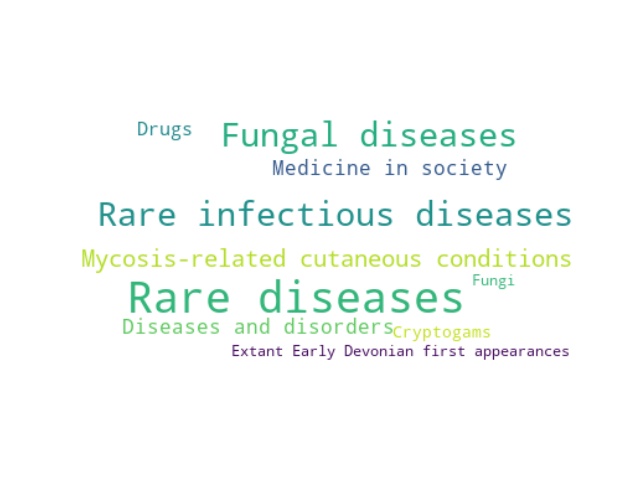 Drugs
Fungal diseases
Medicine in society
Rare infectious diseases
Mycosis-related cutaneous conditions
Fungi
Rare diseases
Diseases and disorders
Cryptogams
Extant Early Devonian first appearances